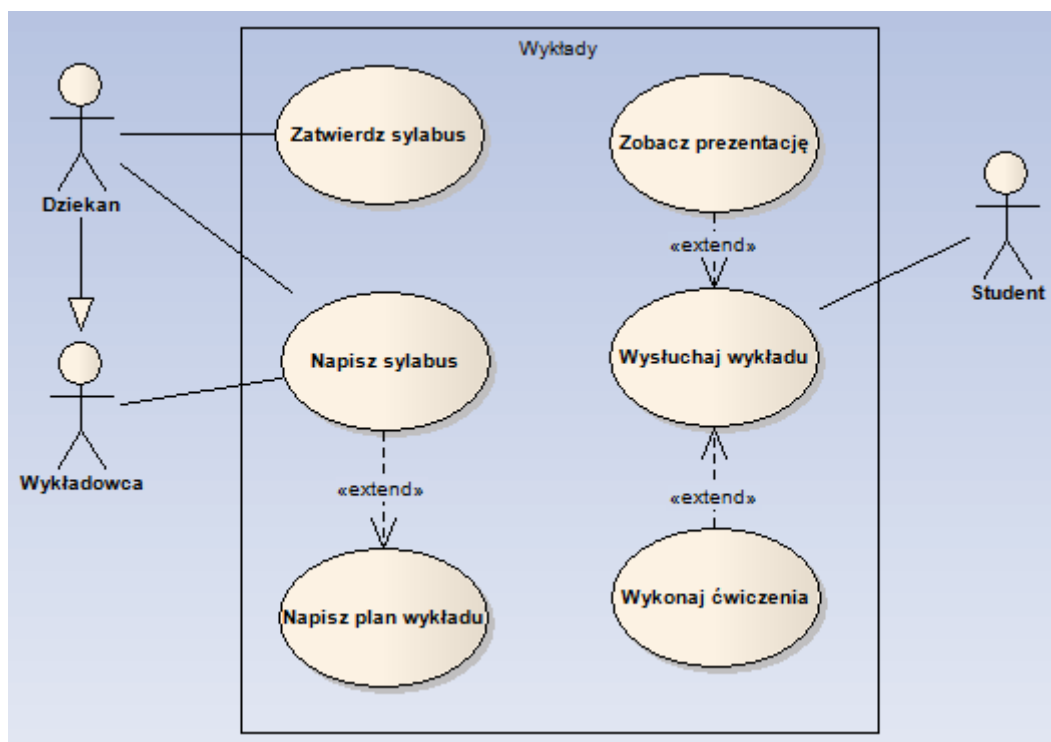 Wykłady
Zatwierdz sylabus
Zobacz prezentację
Dziekan
«extend»
Student
Napisz sylabus
Wysłuchaj wykładu
Wykładowca
«extend»
«extend»
Napisz plan wykładu
Wykonaj ćwiczenia